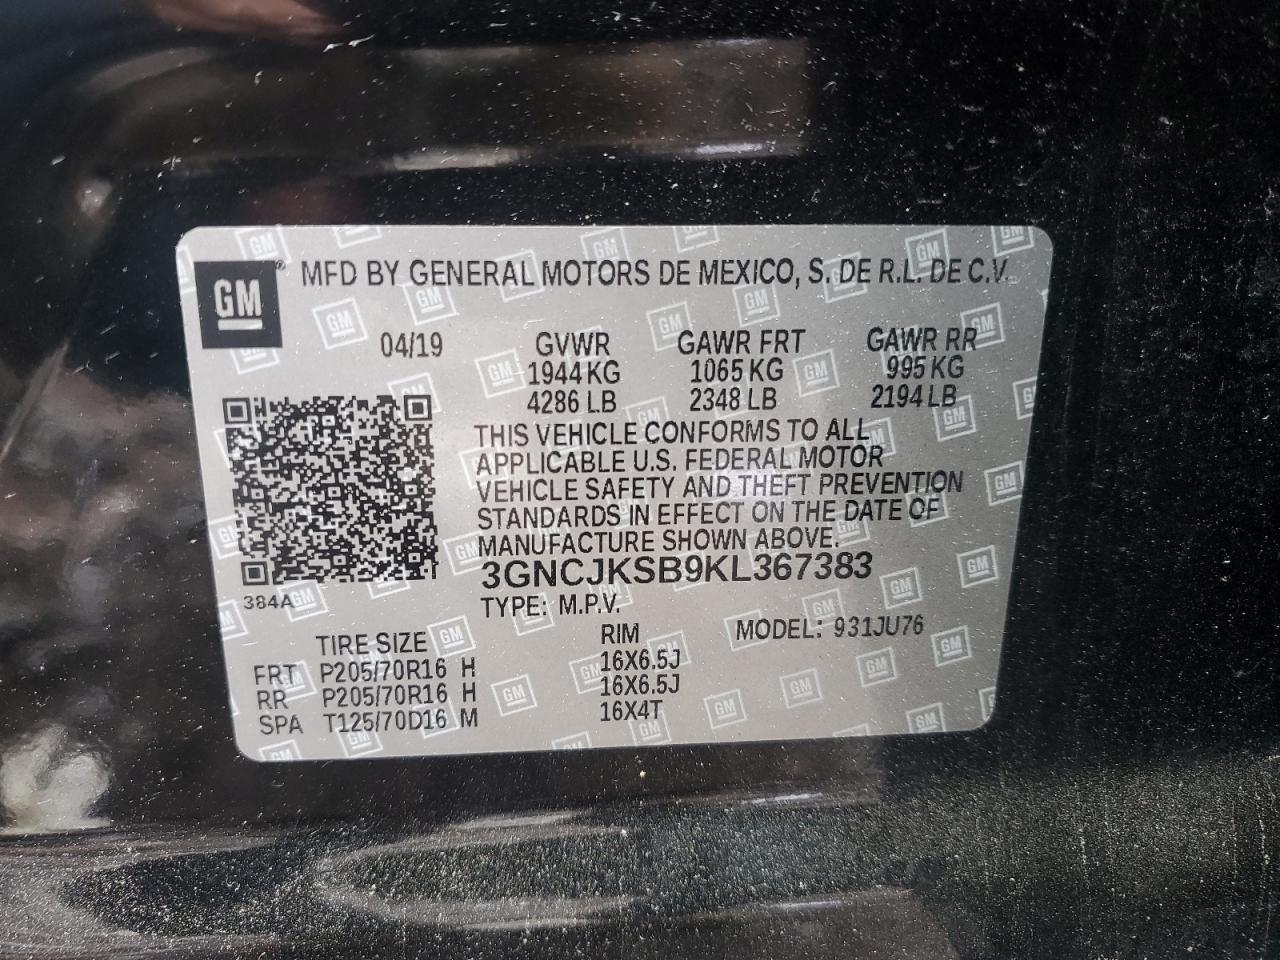 GM® MFD BY GENERAL MOTORS DE MEXICO, S. DE R.L. DE C.V.
04/19 GVWR GAWR FRT GAWR RR
1944 KG 1065 KG 995 KG
4286 LB 2348 LB 2194 LB
THIS VEHICLE CONFORMS TO ALL
APPLICABLE U.S. FEDERAL MOTOR
VEHICLE SAFETY AND THEFT PREVENTION
STANDARDS IN EFFECT ON THE DATE OF
MANUFACTURE SHOWN ABOVE.
3GNCJKSB9KL367383
384A
TYPE: M.P.V.
TIRE SIZE RIM MODEL: 931JU76
FRT P205/70R16 H 16X6.5J
RR P205/70R16 H 16X6.5J
SPA T125/70D16 M 16X4T